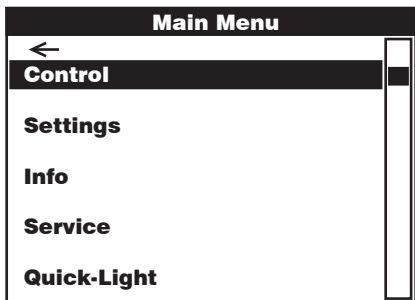 Main Menu
←
Control
Settings
Info
Service
Quick-Light